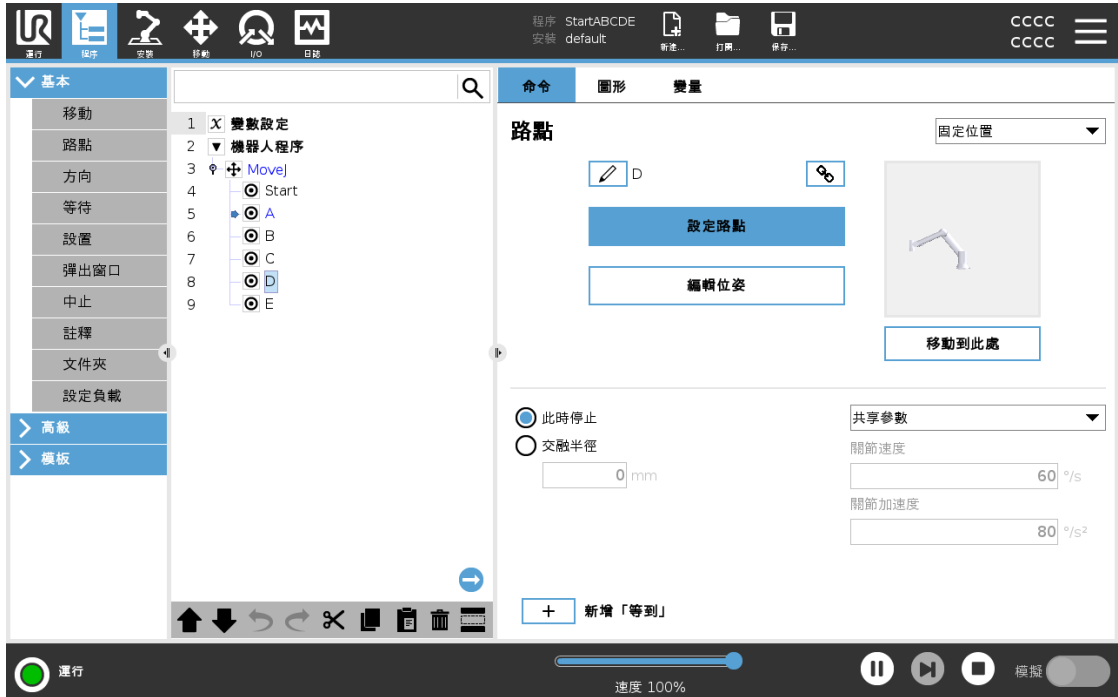 UR
運行
程序
安裝
移動
I/O
日誌
程序 StartABCDE
安裝 default
新建...
打開...
保存...
CCCC
CCCC
基本
移動
路點
方向
等待
設置
彈出窗口
中止
註釋
文件夾
設定負載
高級
模板
1 X 變數設定
2 ▼ 機器人程序
3 MoveJ
4 Start
5 A
6 B
7 C
8 D
9 E
命令
圖形
變量
路點
固定位置
D
設定路點
編輯位姿
移動到此處
此時停止
交融半徑
0 mm
共享參數
關節速度
60 °/s
關節加速度
80 °/s²
+ 新增「等到」
運行
速度 100%
模擬